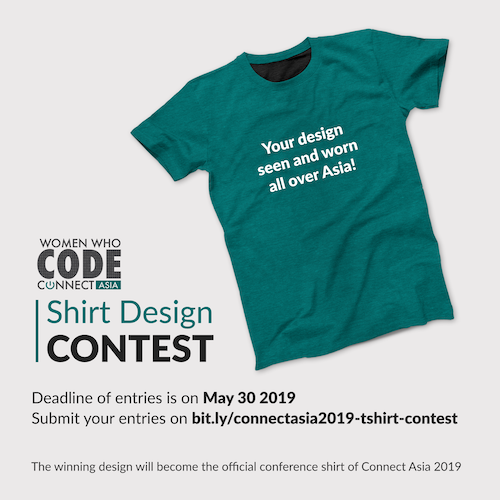 Your design
seen and worn
all over Asia!
WOMEN WHO
CODE
CONNECT ASIA
Shirt Design
CONTEST
Deadline of entries is on May 30 2019
Submit your entries on bit.ly/connectasia2019-tshirt-contest
The winning design will become the official conference shirt of Connect Asia 2019